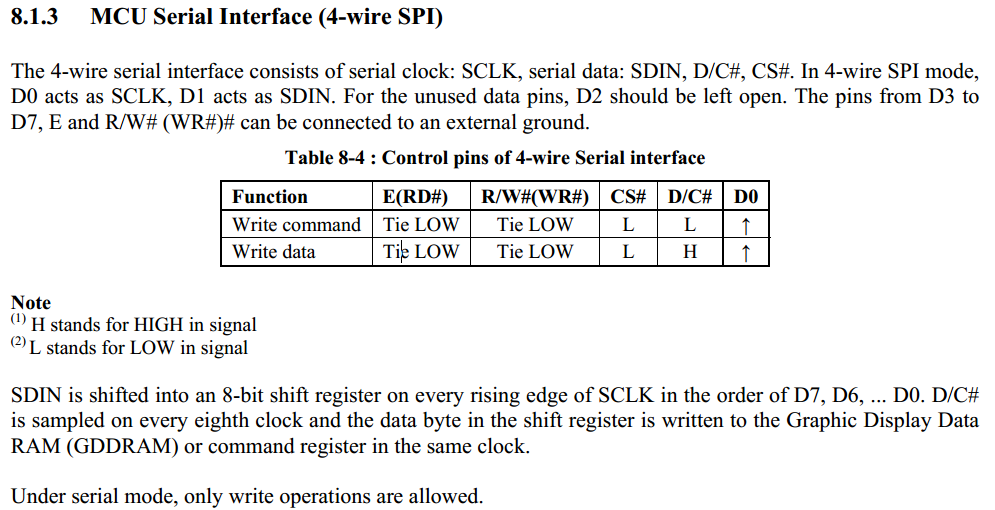 8.1.3 MCU Serial Interface (4-wire SPI)
The 4-wire serial interface consists of serial clock: SCLK, serial data: SDIN, D/C#, CS#. In 4-wire SPI mode,
D0 acts as SCLK, D1 acts as SDIN. For the unused data pins, D2 should be left open. The pins from D3 to
D7, E and R/W# (WR#)# can be connected to an external ground.
Table 8-4 : Control pins of 4-wire Serial interface
Function E(RD#) R/W#(WR#) CS# D/C# D0
Write command Tie LOW Tie LOW L L ↑
Write data Tie LOW Tie LOW L H ↑
Note
(1) H stands for HIGH in signal
(2) L stands for LOW in signal
SDIN is shifted into an 8-bit shift register on every rising edge of SCLK in the order of D7, D6, ... D0. D/C#
is sampled on every eighth clock and the data byte in the shift register is written to the Graphic Display Data
RAM (GDDRAM) or command register in the same clock.
Under serial mode, only write operations are allowed.